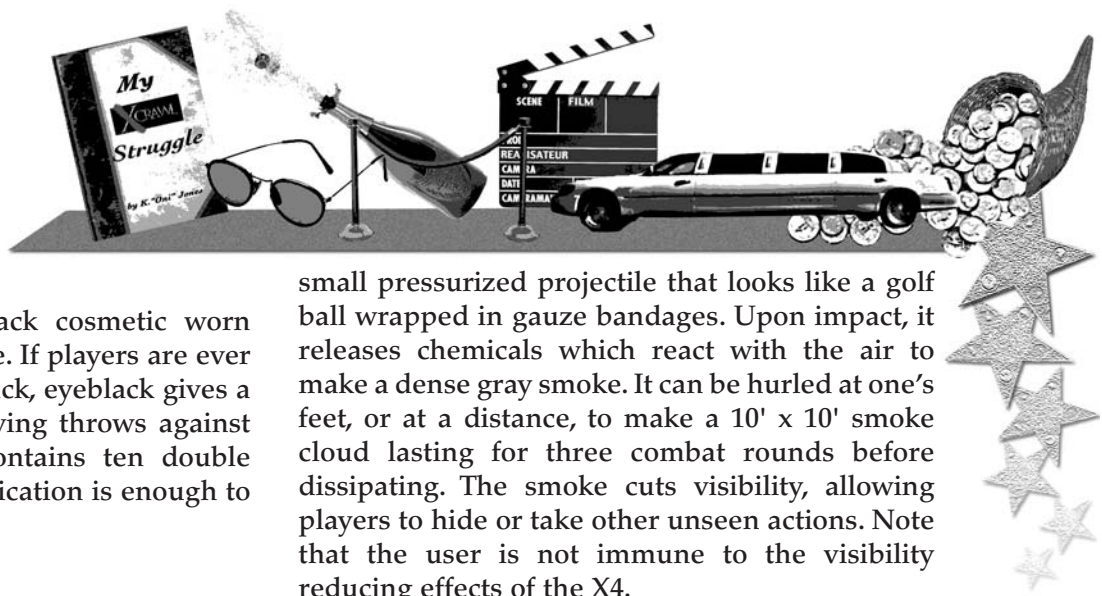 My
XCRAWL
Struggle
by K. "Oni" Jones
SCENE FILM
REALISATEUR
CAMERA
DATE
CAMERAMAN
ack cosmetic worn
e. If players are ever
ck, eyeblack gives a
ving throws against
ontains ten double
ication is enough to
small pressurized projectile that looks like a golf
ball wrapped in gauze bandages. Upon impact, it
releases chemicals which react with the air to
make a dense gray smoke. It can be hurled at one's
feet, or at a distance, to make a 10' x 10' smoke
cloud lasting for three combat rounds before
dissipating. The smoke cuts visibility, allowing
players to hide or take other unseen actions. Note
that the user is not immune to the visibility
reducing effects of the X4.